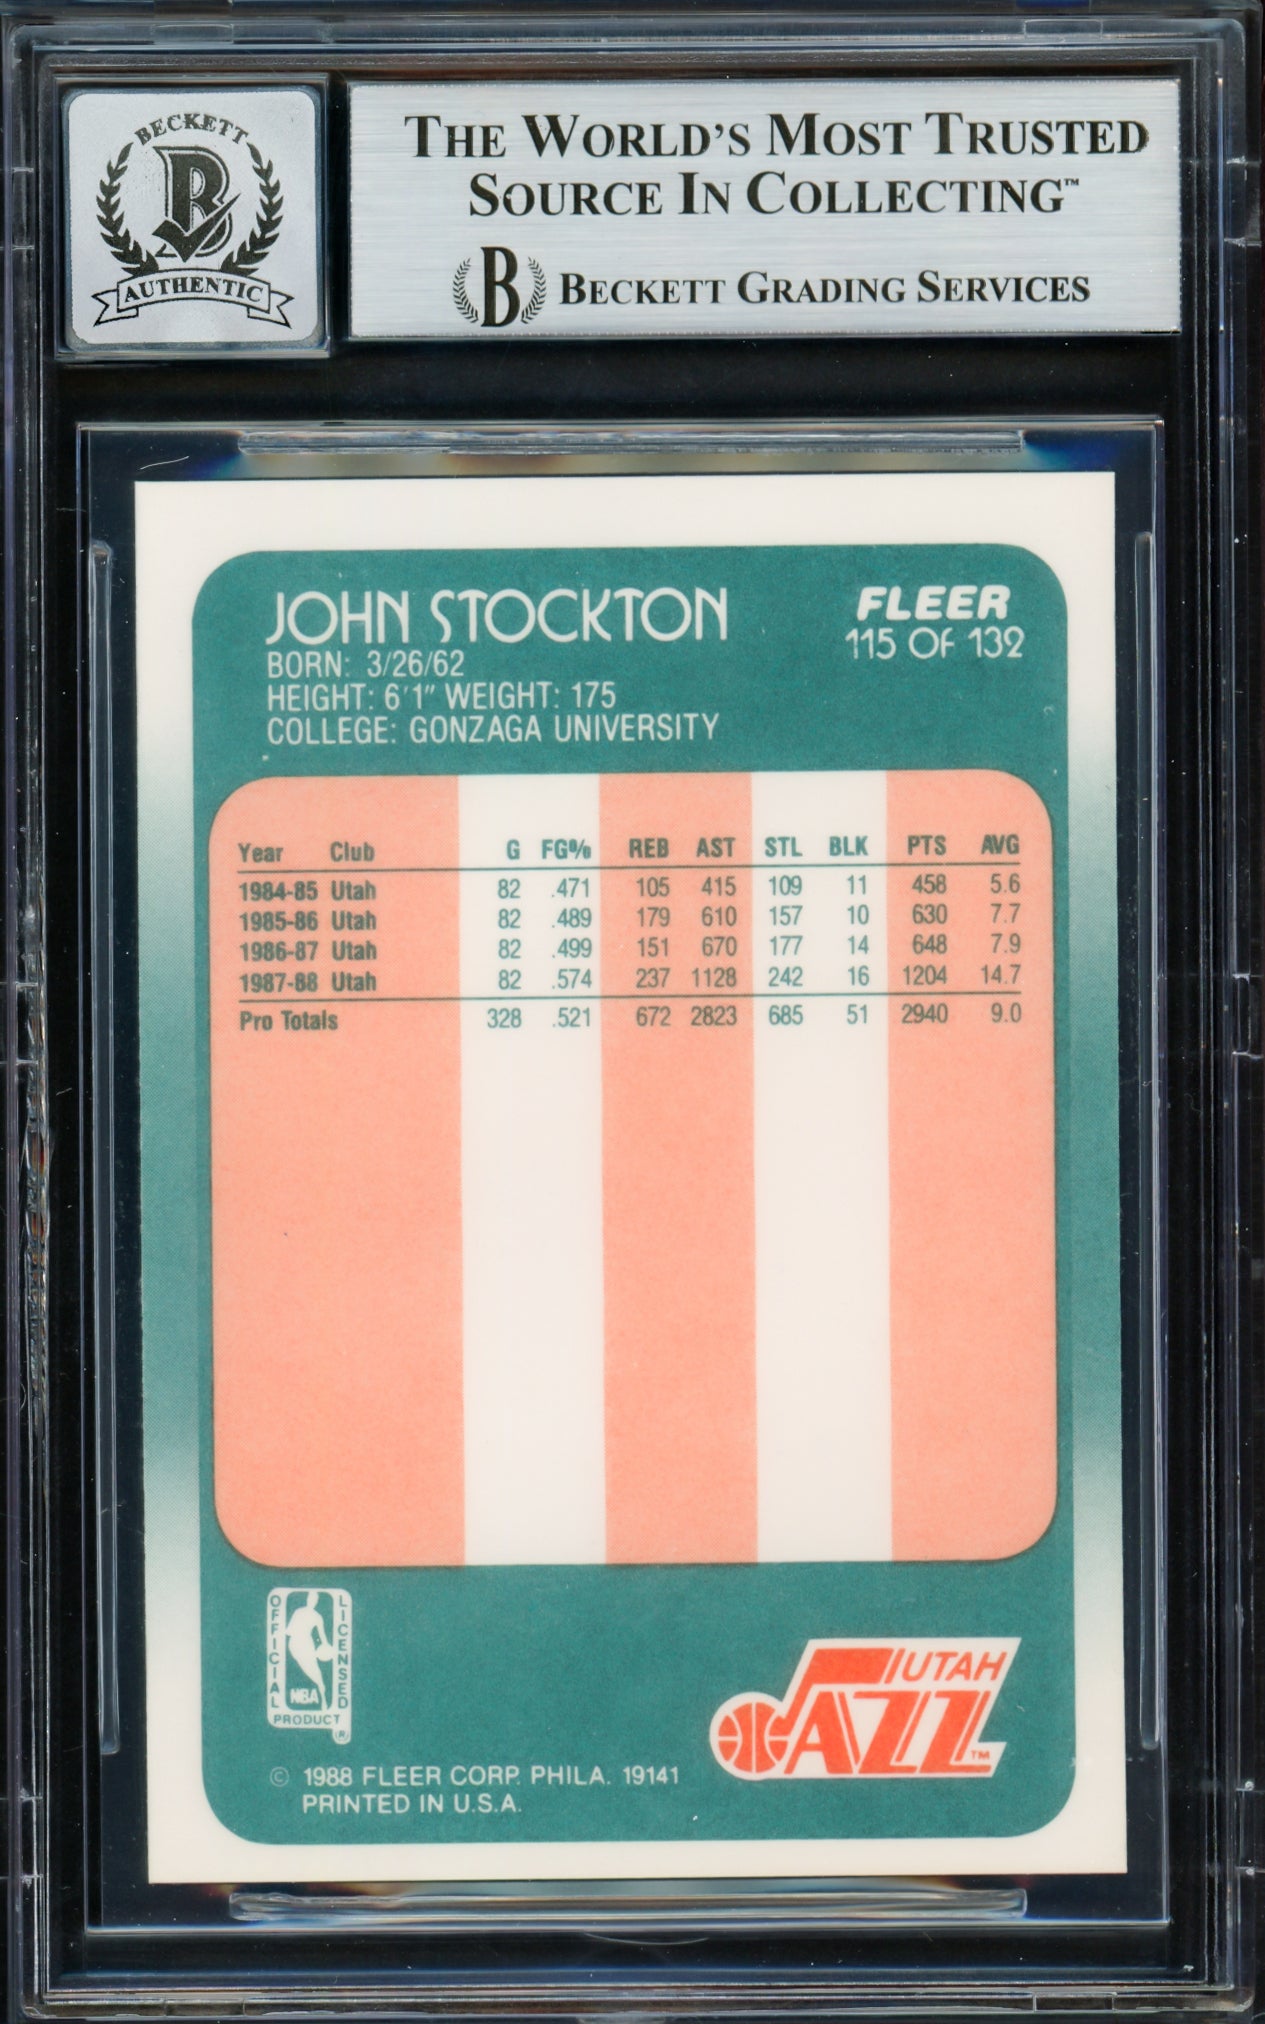 BECKETT
B
AUTHENTIC
THE WORLD'S MOST TRUSTED
SOURCE IN COLLECTING™
B BECKETT GRADING SERVICES
JOHN STOCKTON
FLEER
115 OF 132
BORN: 3/26/62
HEIGHT: 6'1" WEIGHT: 175
COLLEGE: GONZAGA UNIVERSITY
Year Club G FG% REB AST STL BLK PTS AVG
1984-85 Utah 82 .471 105 415 109 11 458 5.6
1985-86 Utah 82 .489 179 610 157 10 630 7.7
1986-87 Utah 82 .499 151 670 177 14 648 7.9
1987-88 Utah 82 .574 237 1128 242 16 1204 14.7
Pro Totals 328 .521 672 2823 685 51 2940 9.0
OFFICIAL LICENSED
NBA
PRODUCT ®
UTAH
JAZZ™
© 1988 FLEER CORP. PHILA. 19141
PRINTED IN U.S.A.